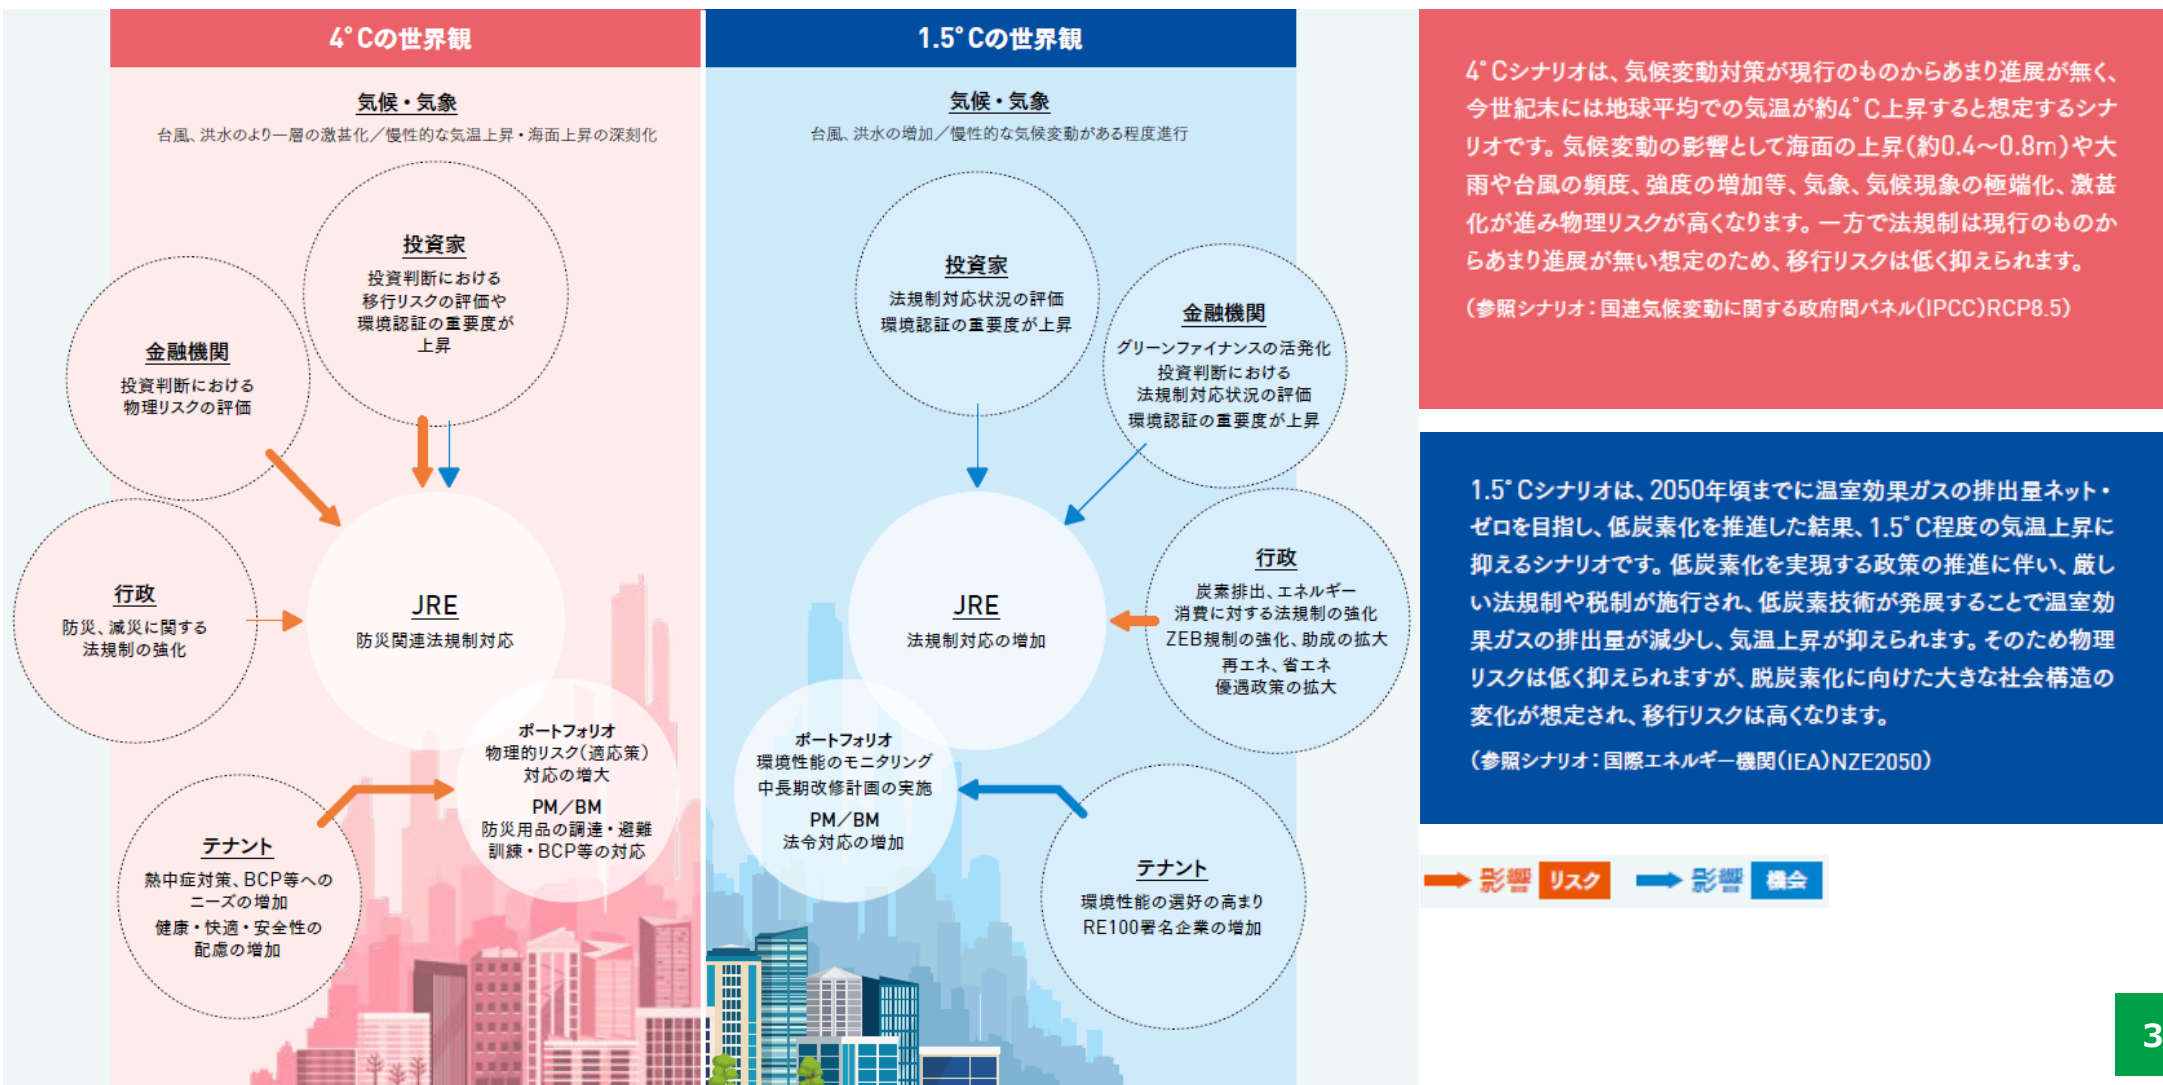 4°Cの世界観
気候・気象
台風、洪水のより一層の激甚化／慢性的な気温上昇・海面上昇の深刻化
投資家
投資判断における
移行リスクの評価や
環境認証の重要度が
上昇
金融機関
投資判断における
物理リスクの評価
行政
防災、減災に関する
法規制の強化
JRE
防災関連法規制対応
ポートフォリオ
物理的リスク(適応策)
対応の増大
PM／BM
防災用品の調達・避難
訓練・BCP等の対応
テナント
熱中症対策、BCP等への
ニーズの増加
健康・快適・安全性の
配慮の増加
1.5°Cの世界観
気候・気象
台風、洪水の増加／慢性的な気候変動がある程度進行
投資家
法規制対応状況の評価
環境認証の重要度が上昇
金融機関
グリーンファイナンスの活発化
投資判断における
法規制対応状況の評価
環境認証の重要度が上昇
行政
炭素排出、エネルギー
消費に対する法規制の強化
ZEB規制の強化、助成の拡大
再エネ、省エネ
優遇政策の拡大
JRE
法規制対応の増加
ポートフォリオ
環境性能のモニタリング
中長期改修計画の実施
PM／BM
法令対応の増加
テナント
環境性能の選好の高まり
RE100署名企業の増加
4°Cシナリオは、気候変動対策が現行のものからあまり進展が無く、
今世紀末には地球平均での気温が約4°C上昇すると想定するシナ
リオです。気候変動の影響として海面の上昇(約0.4～0.8m)や大
雨や台風の頻度、強度の増加等、気象、気候現象の極端化、激甚
化が進み物理リスクが高くなります。一方で法規制は現行のものか
らあまり進展が無い想定のため、移行リスクは低く抑えられます。
(参照シナリオ：国連気候変動に関する政府間パネル(IPCC)RCP8.5)
1.5°Cシナリオは、2050年頃までに温室効果ガスの排出量ネット・
ゼロを目指し、低炭素化を推進した結果、1.5°C程度の気温上昇に
抑えるシナリオです。低炭素化を実現する政策の推進に伴い、厳し
い法規制や税制が施行され、低炭素技術が発展することで温室効
果ガスの排出量が減少し、気温上昇が抑えられます。そのため物理
リスクは低く抑えられますが、脱炭素化に向けた大きな社会構造の
変化が想定され、移行リスクは高くなります。
(参照シナリオ：国際エネルギー機関(IEA)NZE2050)
影響 リスク 影響 機会
3